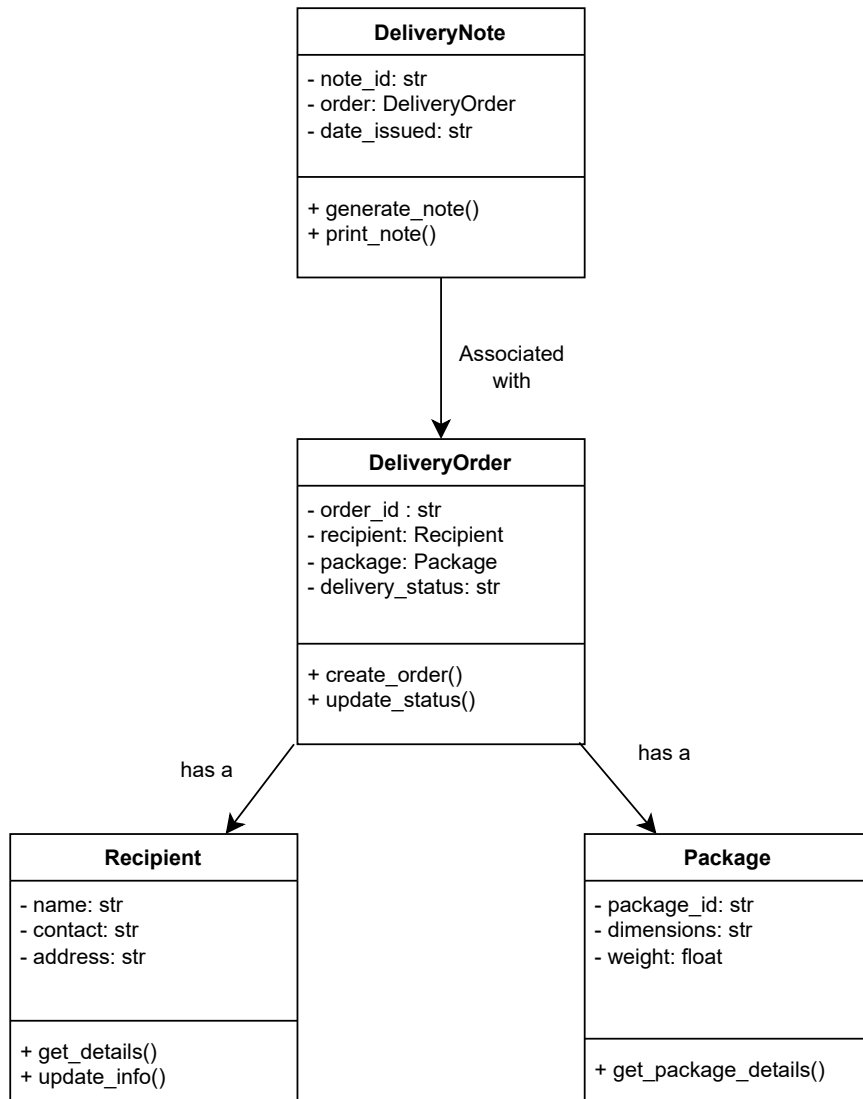 DeliveryNote
- note_id: str
- order: DeliveryOrder
- date_issued: str
+ generate_note()
+ print_note()
Associated
with
DeliveryOrder
- order_id : str
- recipient: Recipient
- package: Package
- delivery_status: str
+ create_order()
+ update_status()
has a
has a
Recipient
- name: str
- contact: str
- address: str
+ get_details()
+ update_info()
Package
- package_id: str
- dimensions: str
- weight: float
+ get_package_details()